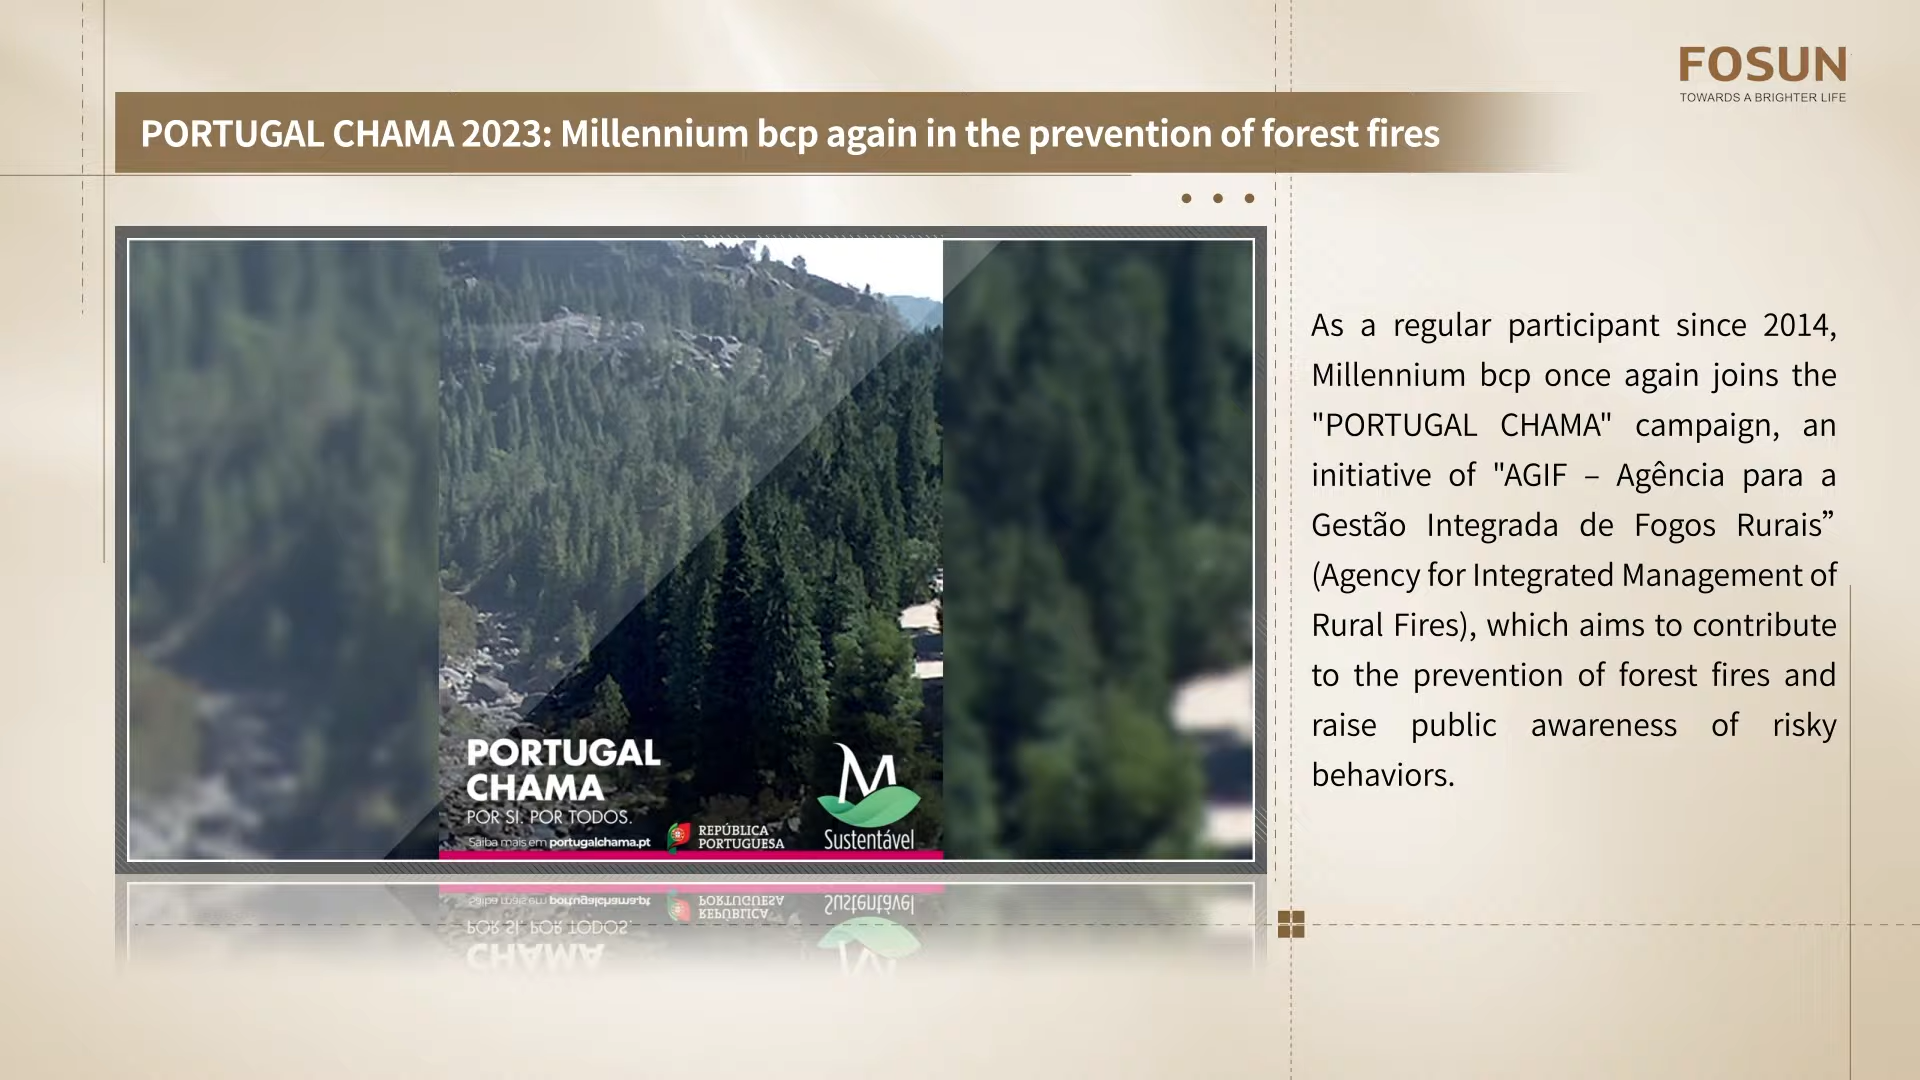 FOSUN
TOWARDS A BRIGHTER LIFE
PORTUGAL CHAMA 2023: Millennium bcp again in the prevention of forest fires
As a regular participant since 2014,
Millennium bcp once again joins the
"PORTUGAL CHAMA" campaign, an
initiative of "AGIF – Agência para a
Gestão Integrada de Fogos Rurais”
(Agency for Integrated Management of
Rural Fires), which aims to contribute
to the prevention of forest fires and
raise public awareness of risky
behaviors.
PORTUGAL
CHAMA
POR SI. POR TODOS.
Saiba mais em portugalchama.pt
REPÚBLICA
PORTUGUESA
M
Sustentável